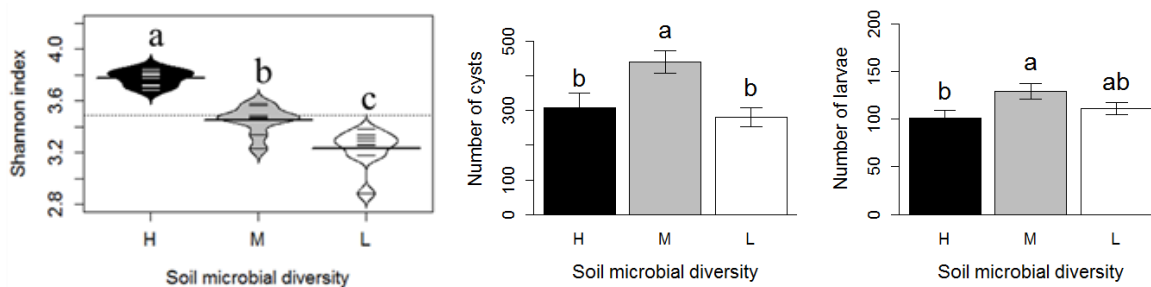 Shannon index
4.0
3.6
3.2
2.8
a
b
c
H M L
Soil microbial diversity
Number of cysts
500
300
100
0
b
a
b
H M L
Soil microbial diversity
Number of larvae
200
150
100
50
0
b
a
ab
H M L
Soil microbial diversity